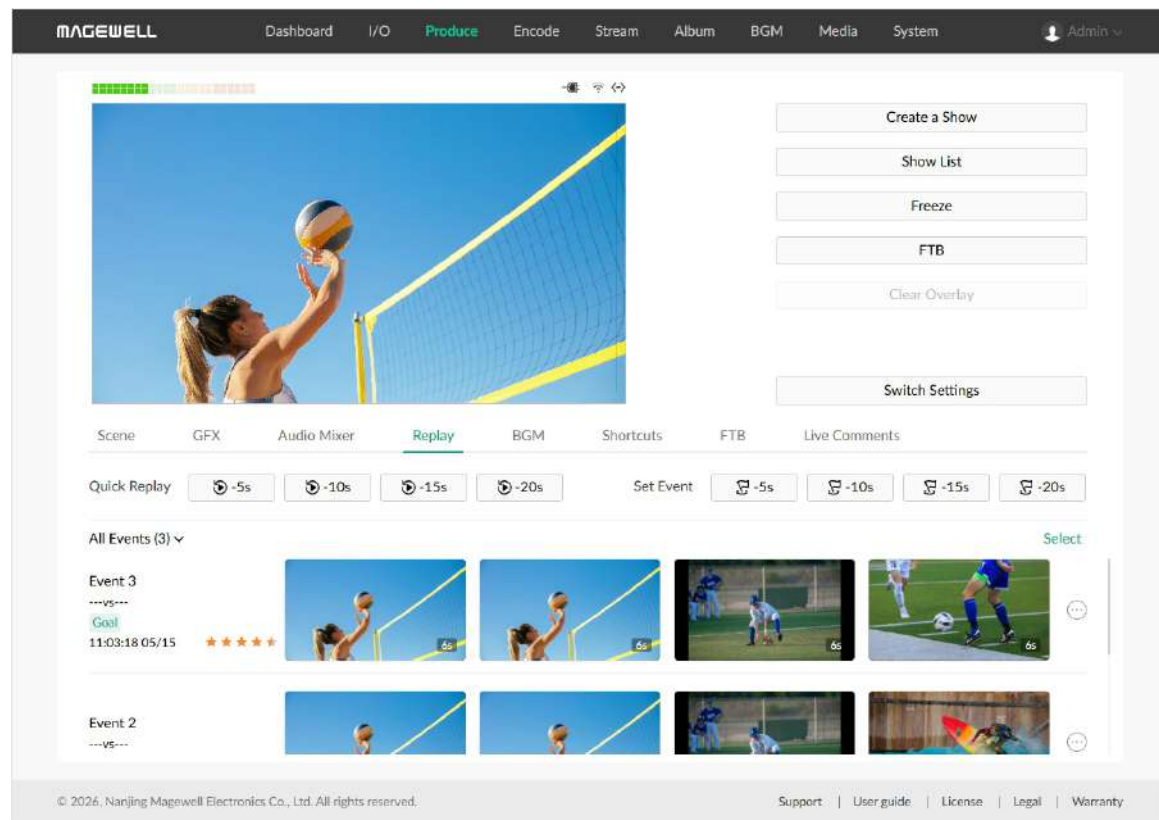 MAGEWELL Dashboard I/O Produce Encode Stream Album BGM Media System Admin
Create a Show
Show List
Freeze
FTB
Clear Overlay
Switch Settings
Scene GFX Audio Mixer Replay BGM Shortcuts FTB Live Comments
Quick Replay -5s -10s -15s -20s Set Event -5s -10s -15s -20s
All Events (3) Select
Event 3
---vs---
Goal
11:03:18 05/15
6s 6s 6s 6s
Event 2
---vs---
© 2026, Nanjing Magewell Electronics Co., Ltd. All rights reserved. Support | User guide | License | Legal | Warranty